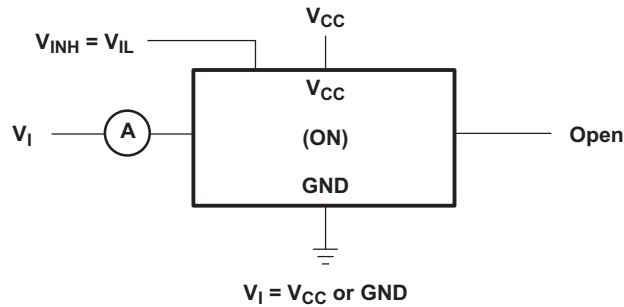 V_CC
V_INH = V_IL
V_CC
V_I
A
(ON)
Open
GND
V_I = V_CC or GND